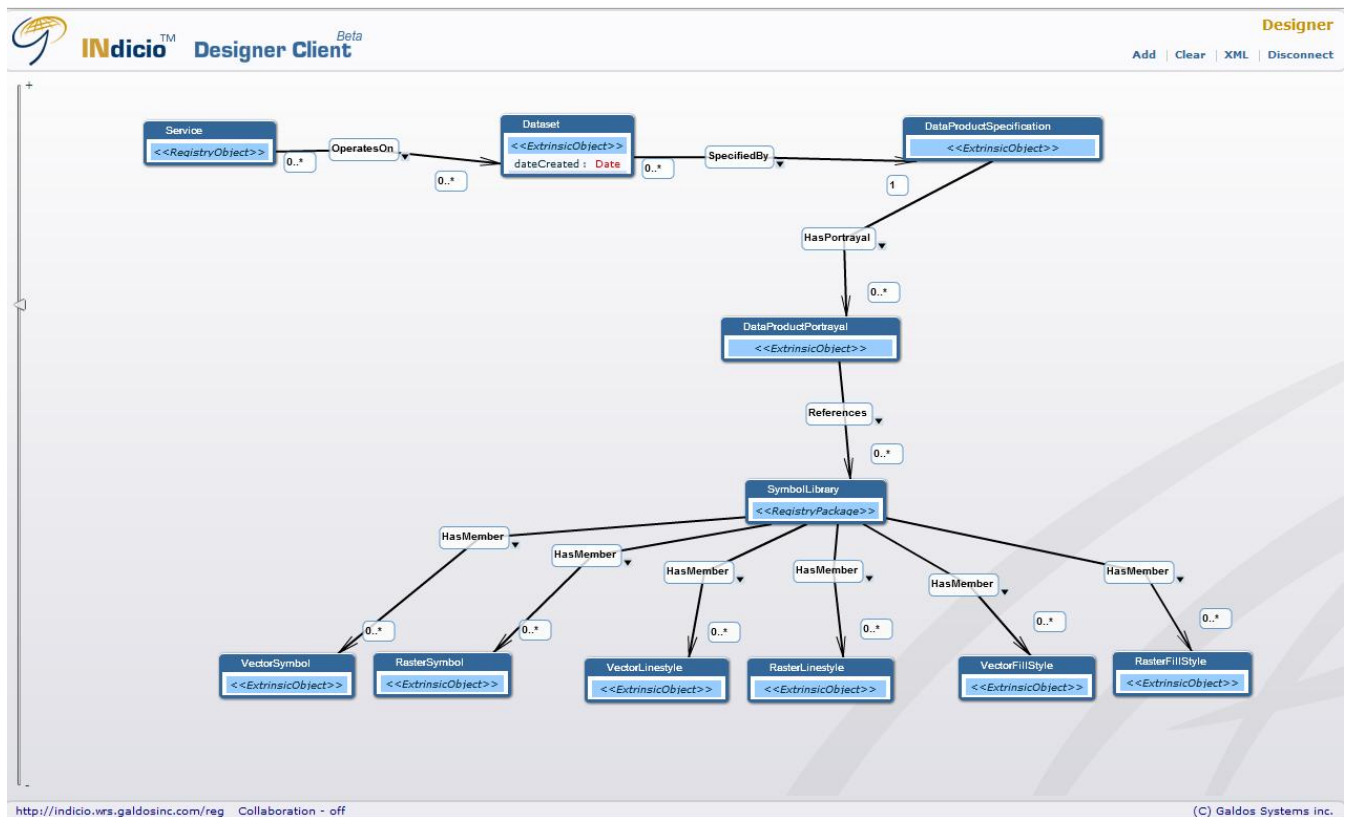 INdicio™ Designer Client Beta
Designer
Add | Clear | XML | Disconnect
+
Service
<<RegistryObject>>
0..*
OperatesOn
0..*
Dataset
<<ExtrinsicObject>>
dateCreated : Date
0..*
SpecifiedBy
1
DataProductSpecification
<<ExtrinsicObject>>
HasPortrayal
0..*
DataProductPortrayal
<<ExtrinsicObject>>
References
0..*
SymbolLibrary
<<RegistryPackage>>
HasMember
HasMember
HasMember
HasMember
HasMember
HasMember
0..*
0..*
0..*
0..*
0..*
0..*
VectorSymbol
<<ExtrinsicObject>>
RasterSymbol
<<ExtrinsicObject>>
VectorLinestyle
<<ExtrinsicObject>>
RasterLinestyle
<<ExtrinsicObject>>
VectorFillStyle
<<ExtrinsicObject>>
RasterFillStyle
<<ExtrinsicObject>>
-
http://indicio.wrs.galdosinc.com/reg Collaboration - off
(C) Galdos Systems inc.